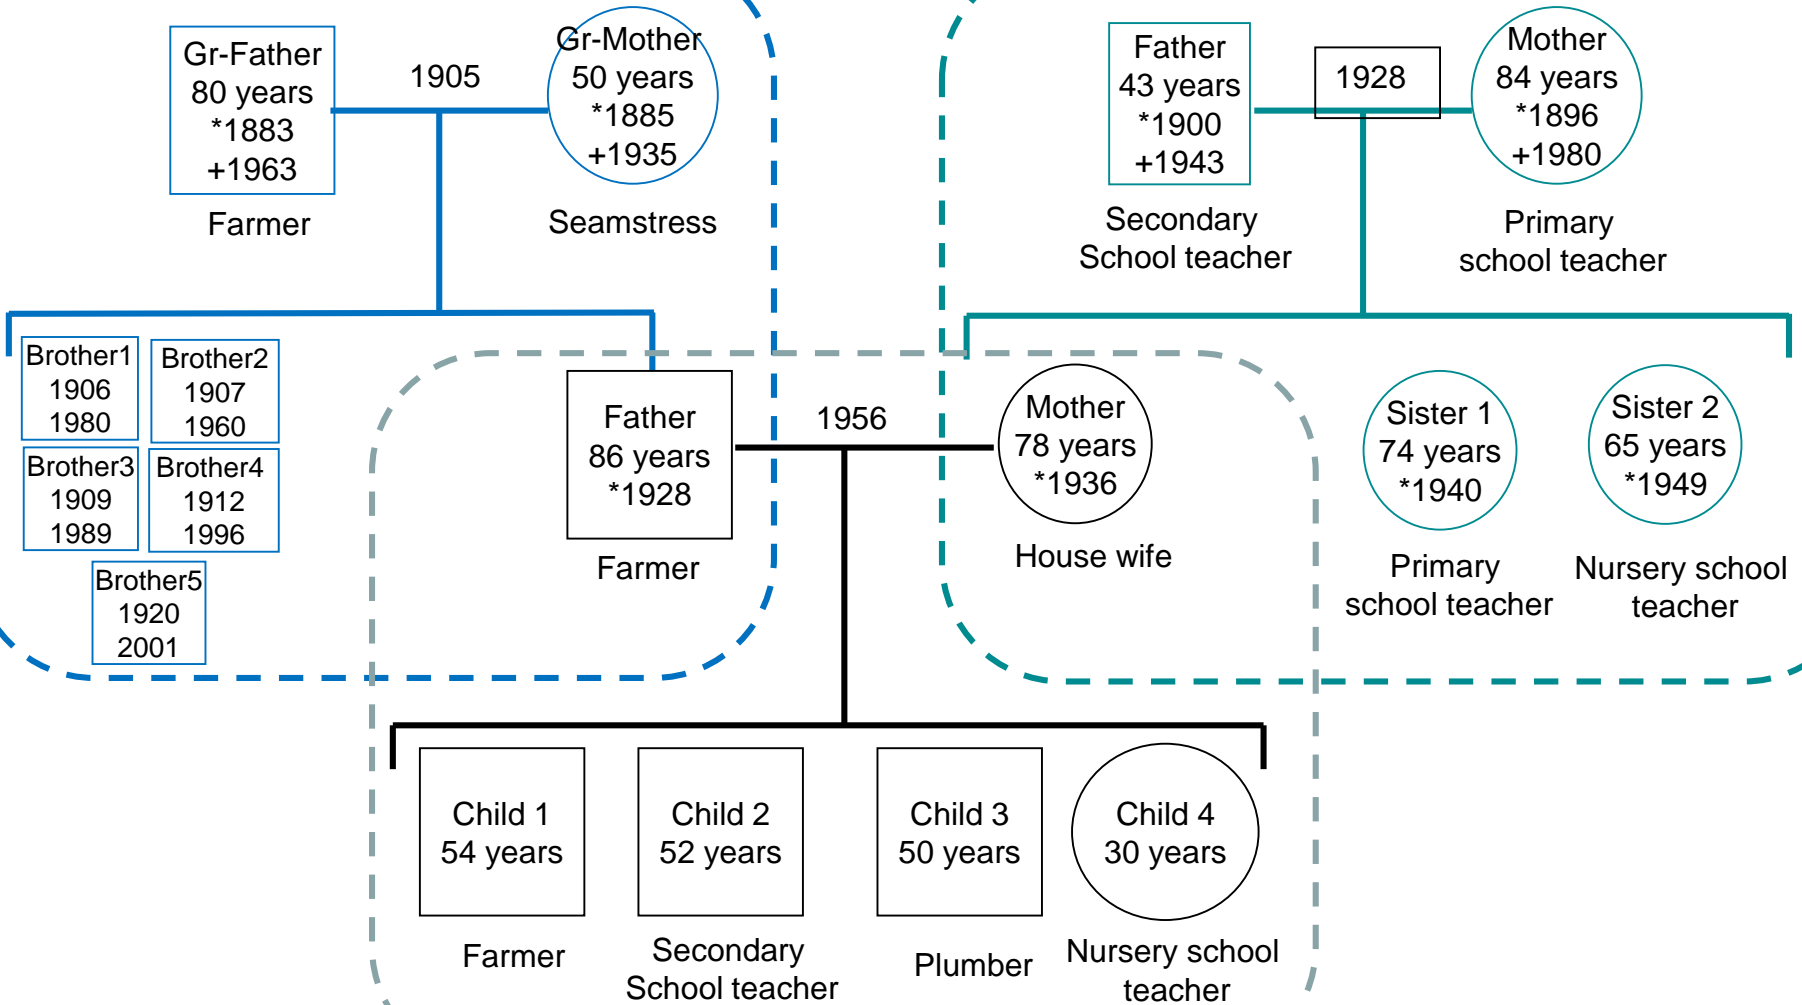 Gr-Father
80 years
*1883
+1963
Farmer
1905
Gr-Mother
50 years
*1885
+1935
Seamstress
Father
43 years
*1900
+1943
Secondary
School teacher
1928
Mother
84 years
*1896
+1980
Primary
school teacher
Brother1
1906
1980
Brother2
1907
1960
Brother3
1909
1989
Brother4
1912
1996
Brother5
1920
2001
Father
86 years
*1928
Farmer
1956
Mother
78 years
*1936
House wife
Sister 1
74 years
*1940
Primary
school teacher
Sister 2
65 years
*1949
Nursery school
teacher
Child 1
54 years
Farmer
Child 2
52 years
Secondary
School teacher
Child 3
50 years
Plumber
Child 4
30 years
Nursery school
teacher